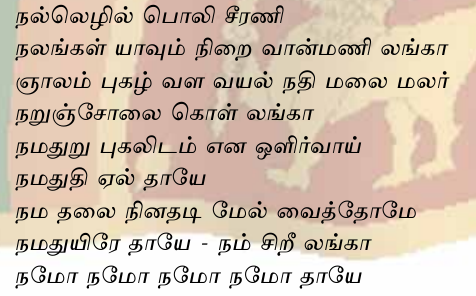 நல்லெழில் பொலி சீரணி
நலங்கள் யாவும் நிறை வான்மணி லங்கா
ஞாலம் புகழ் வள வயல் நதி மலை மலர்
நறுஞ்சோலை கொள் லங்கா
நமதுறு புகலிடம் என ஒளிர்வாய்
நமதுதி ஏல் தாயே
நம தலை நினதடி மேல் வைத்தோமே
நமதுயிரே தாயே - நம் சிறீ லங்கா
நமோ நமோ நமோ நமோ தாயே